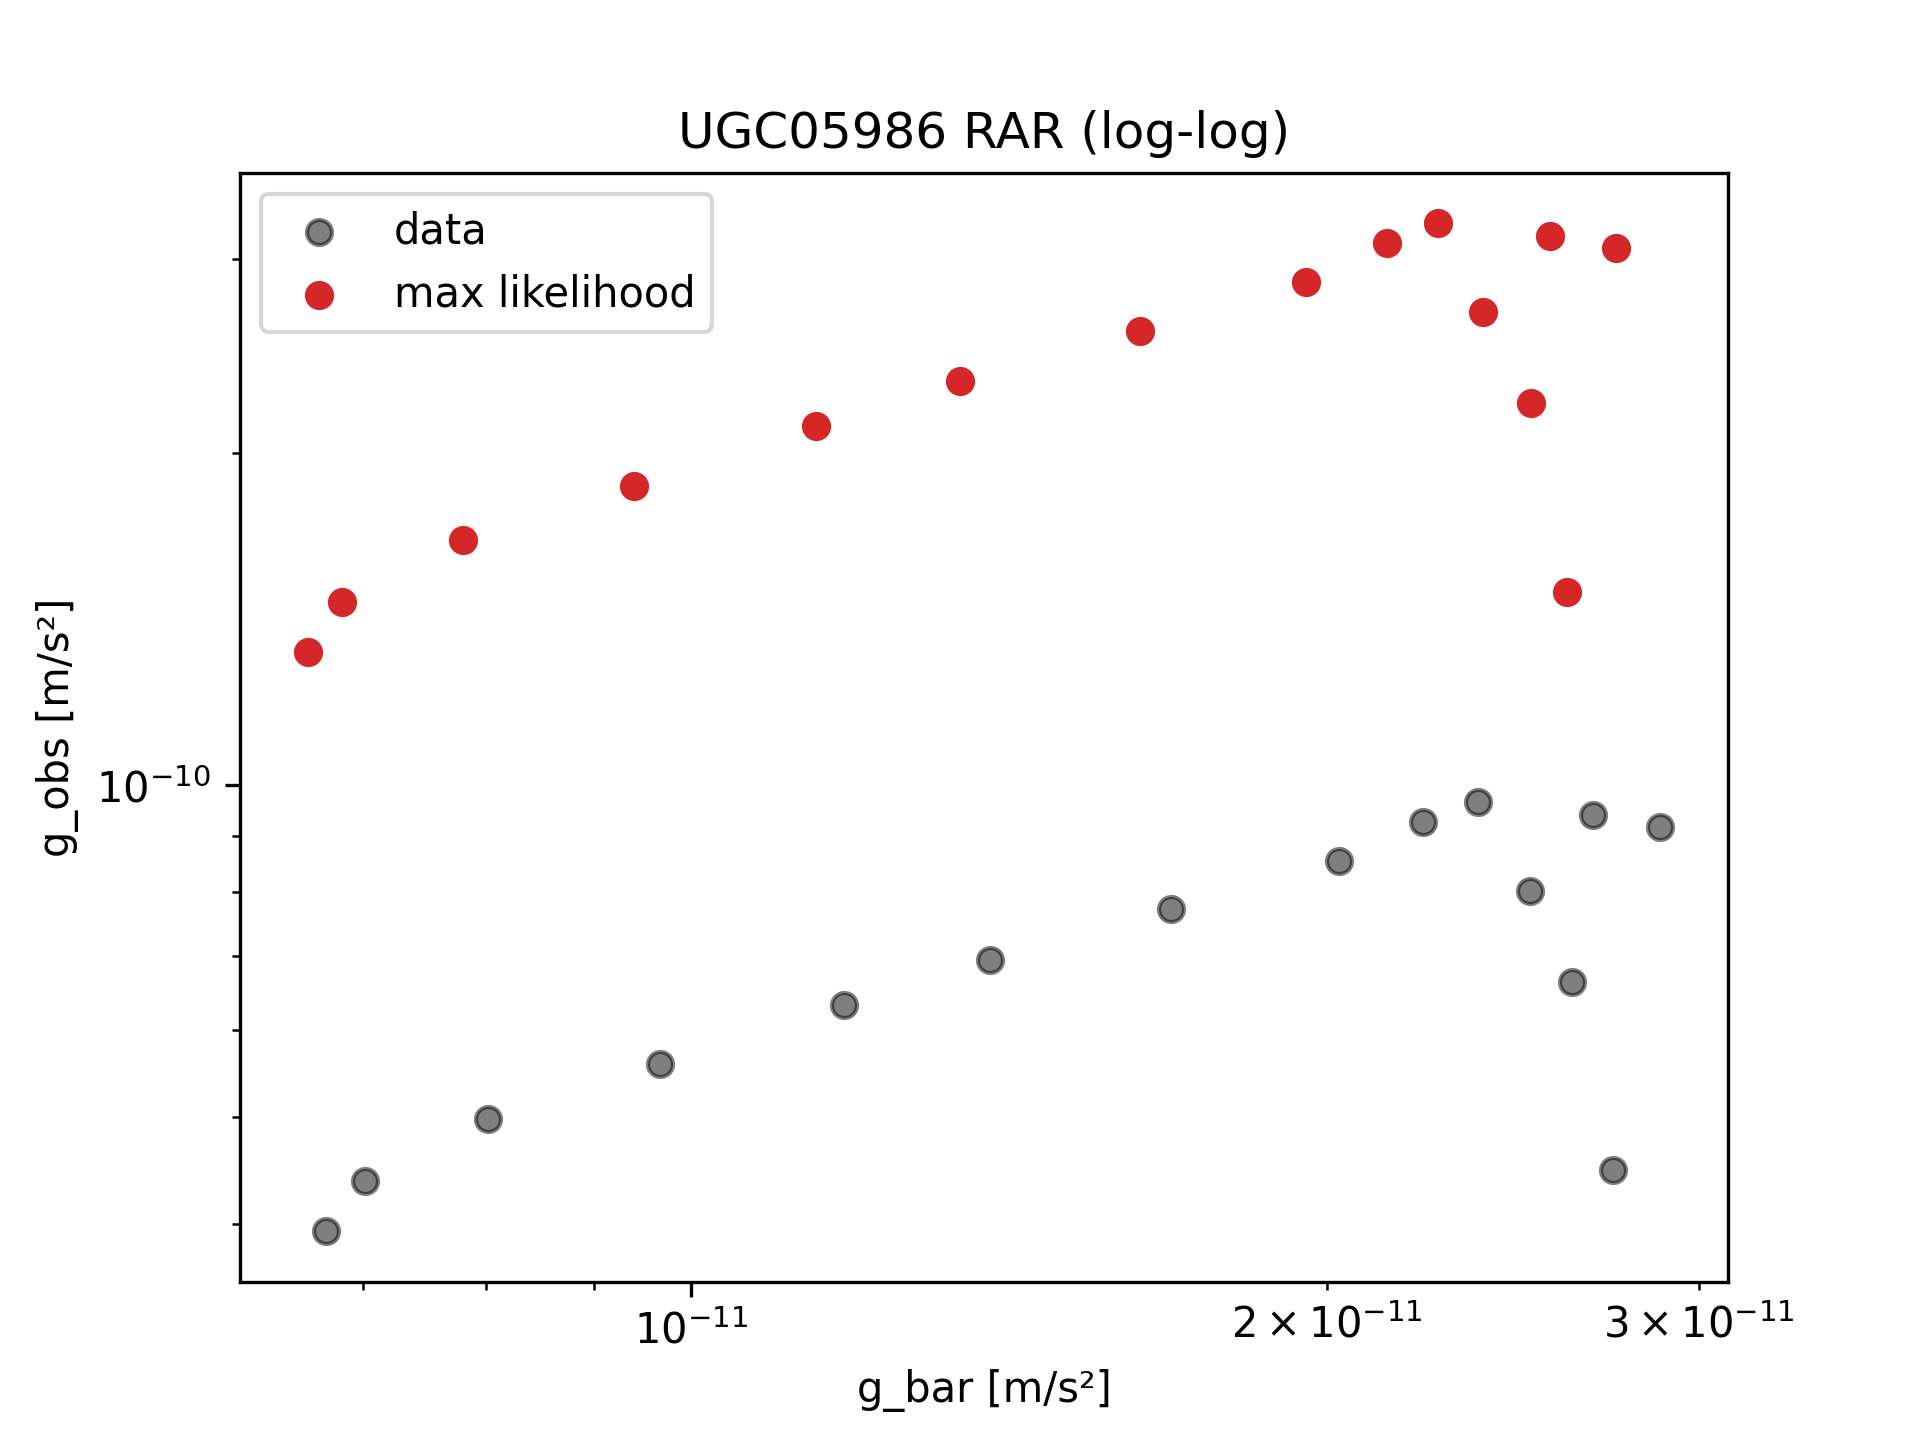 UGC05986 RAR (log-log)
data
max likelihood
g_obs [m/s²]
10⁻¹⁰
10⁻¹¹
2 × 10⁻¹¹
3 × 10⁻¹¹
g_bar [m/s²]